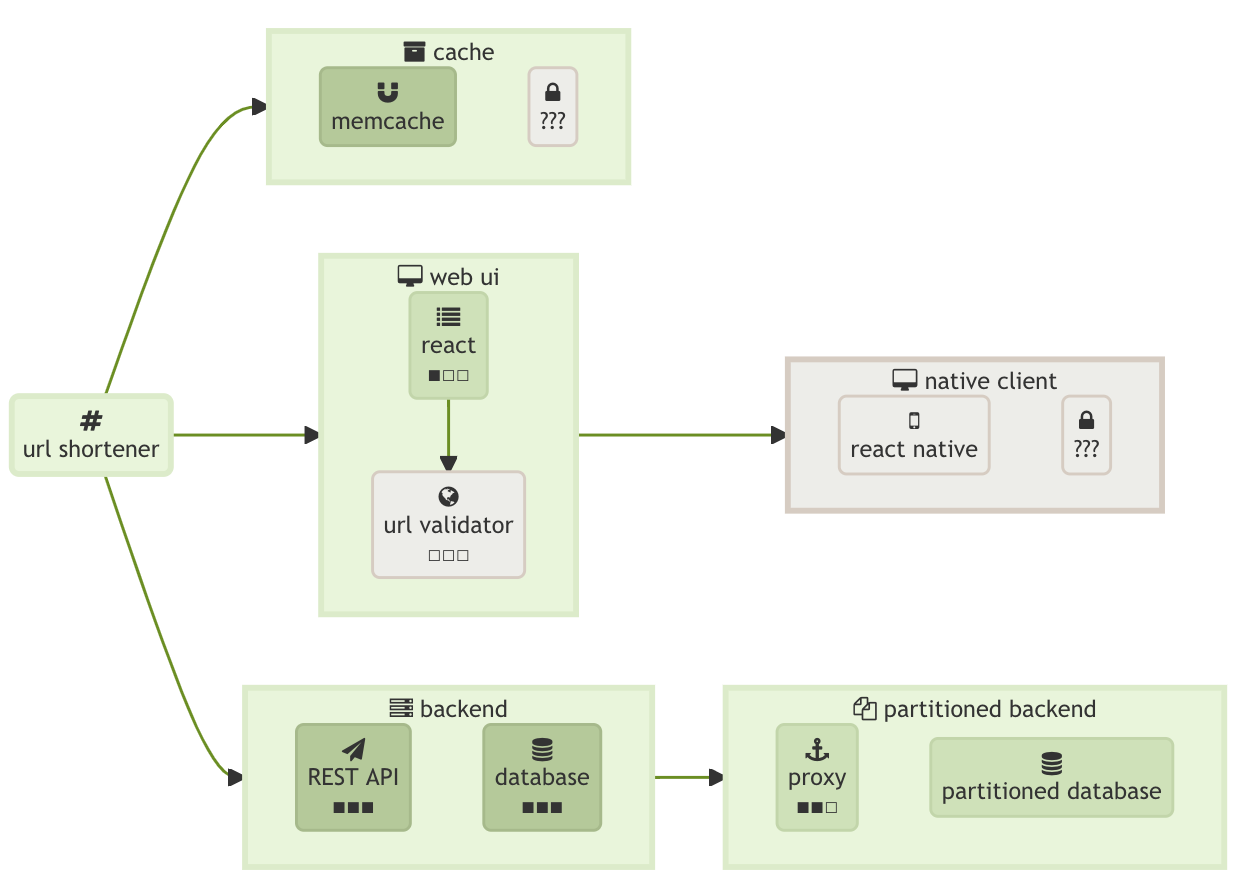 cache
memcache
???
web ui
react
■□□
url validator
□□□
native client
react native
???
url shortener
backend
REST API
■■■
database
■■■
partitioned backend
proxy
■■□
partitioned database